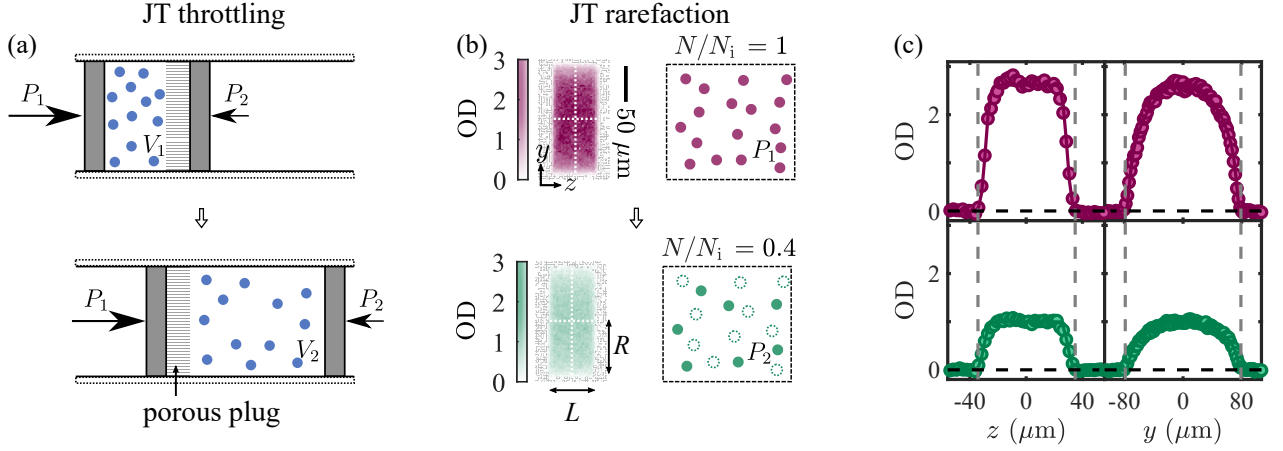 JT throttling
JT rarefaction
(a)
P₁
P₂
V₁
P₁
P₂
V₂
porous plug
(b)
3
2
1
0
OD
y
z
50 μm
N/Nᵢ = 1
P₁
3
2
1
0
OD
R
L
N/Nᵢ = 0.4
P₂
(c)
OD
2
0
OD
2
0
-40
0
40
-80
0
80
z (μm)
y (μm)